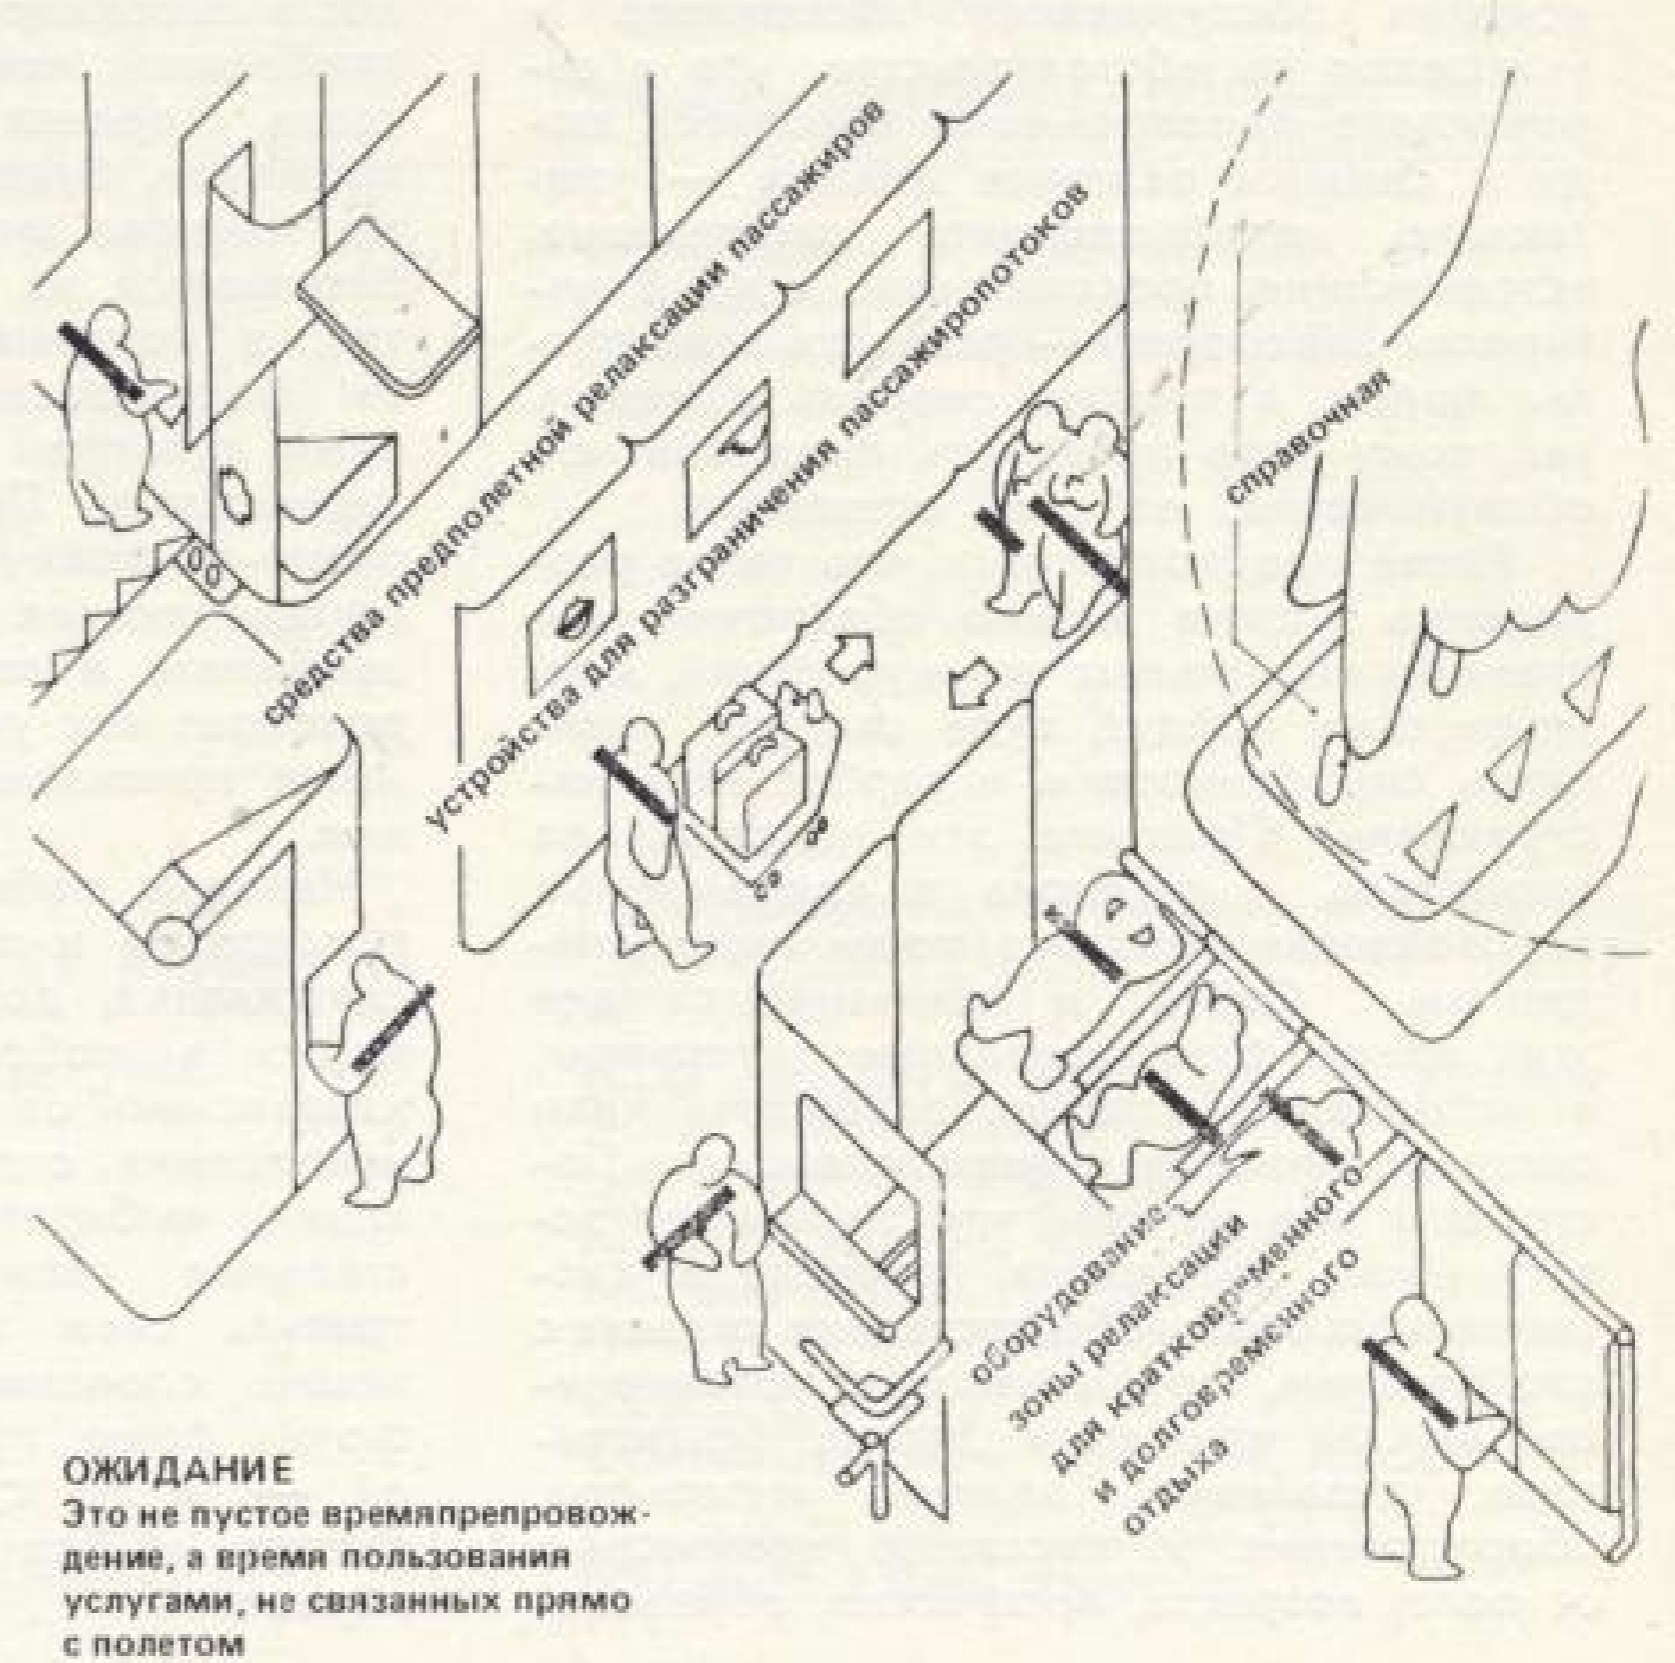 средства предполетной релаксации пассажиров
устройства для разграничения пассажиропотоков
справочная
оборудование
зоны релаксации
для кратковременного
и долговременного
отдыха
ОЖИДАНИЕ
Это не пустое времяпрепровож-
дение, а время пользования
услугами, не связанных прямо
с полетом